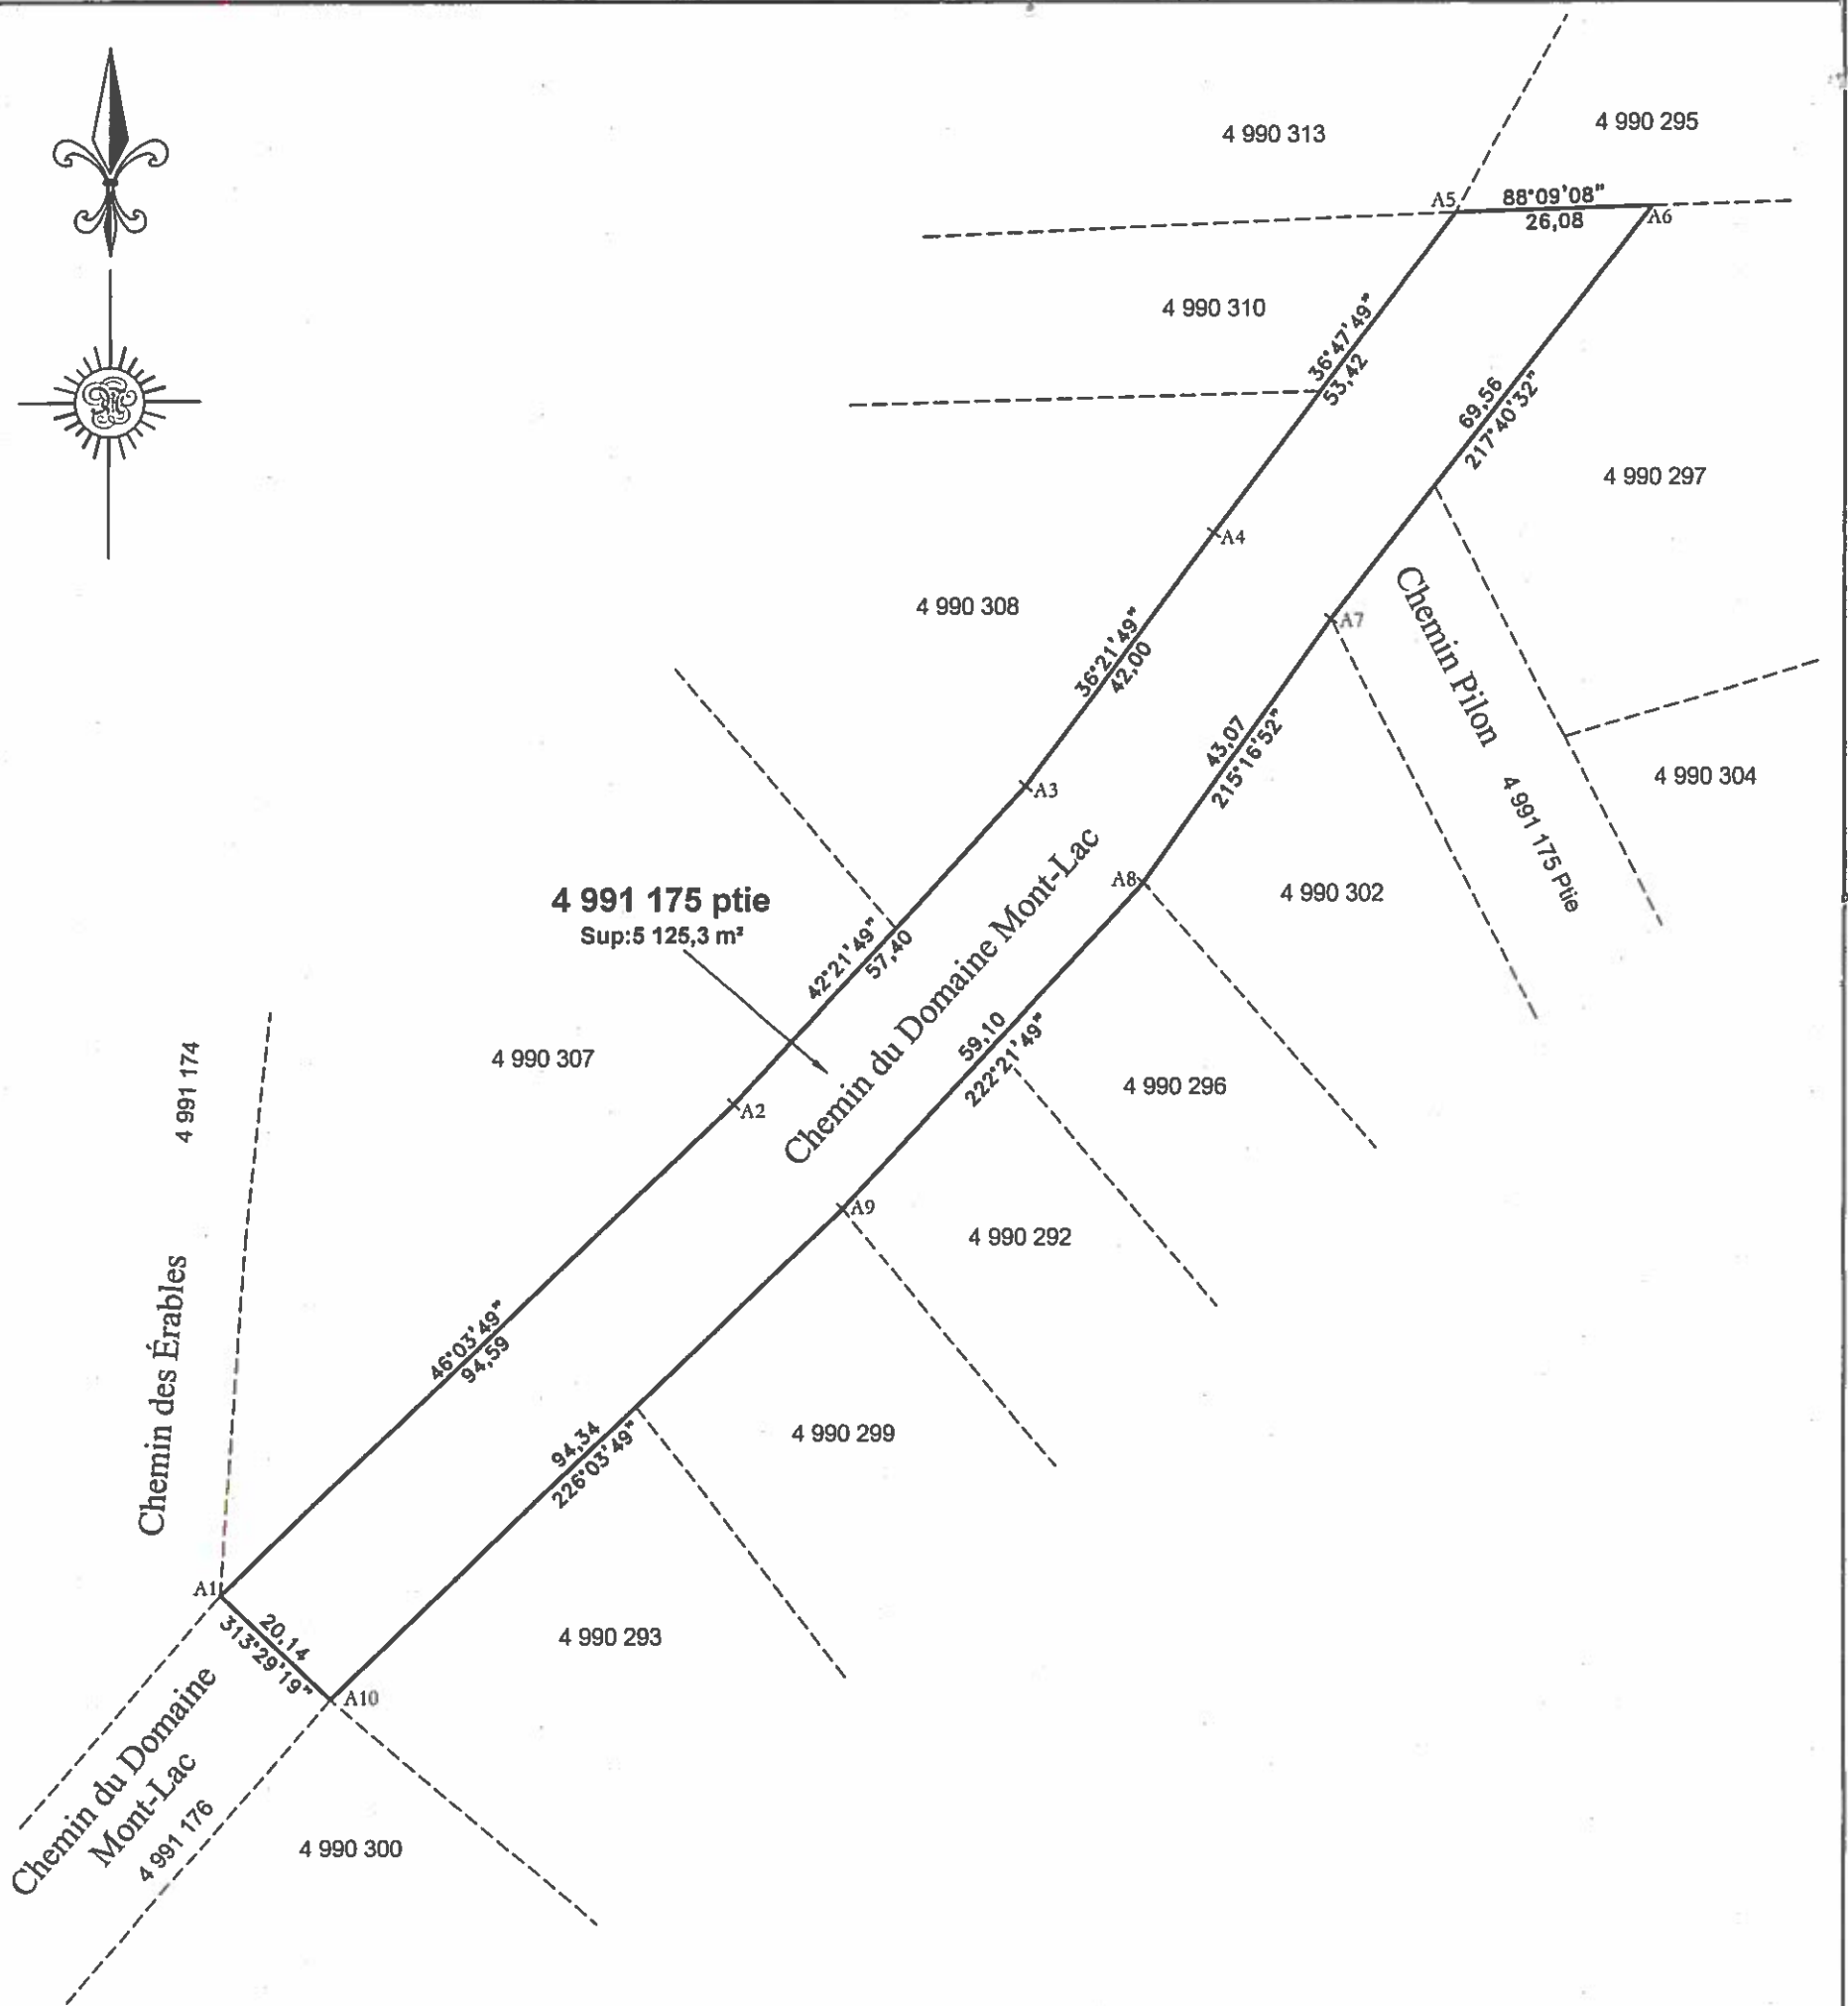 4 990 313
4 990 295
A5
88°09'08"
26,08
A6
4 990 310
36°47'49"
53,42
69,56
217°40'32"
4 990 297
A4
4 990 308
A7
Chemin Pilon
4 991 175 Ptie
36°21'49"
42,00
43,07
215°16'52"
4 990 304
A3
A8
4 990 302
4 991 175 ptie
Sup:5 125,3 m²
42°21'49"
57,40
Chemin du Domaine Mont-Lac
59,10
222°21'49"
4 990 307
4 991 174
4 990 296
A2
A9
4 990 292
Chemin des Érables
46°03'49"
94,59
94,34
226°03'49"
4 990 299
A1
20,14
313°29'19"
4 990 293
A10
Chemin du Domaine
Mont-Lac
4 991 176
4 990 300